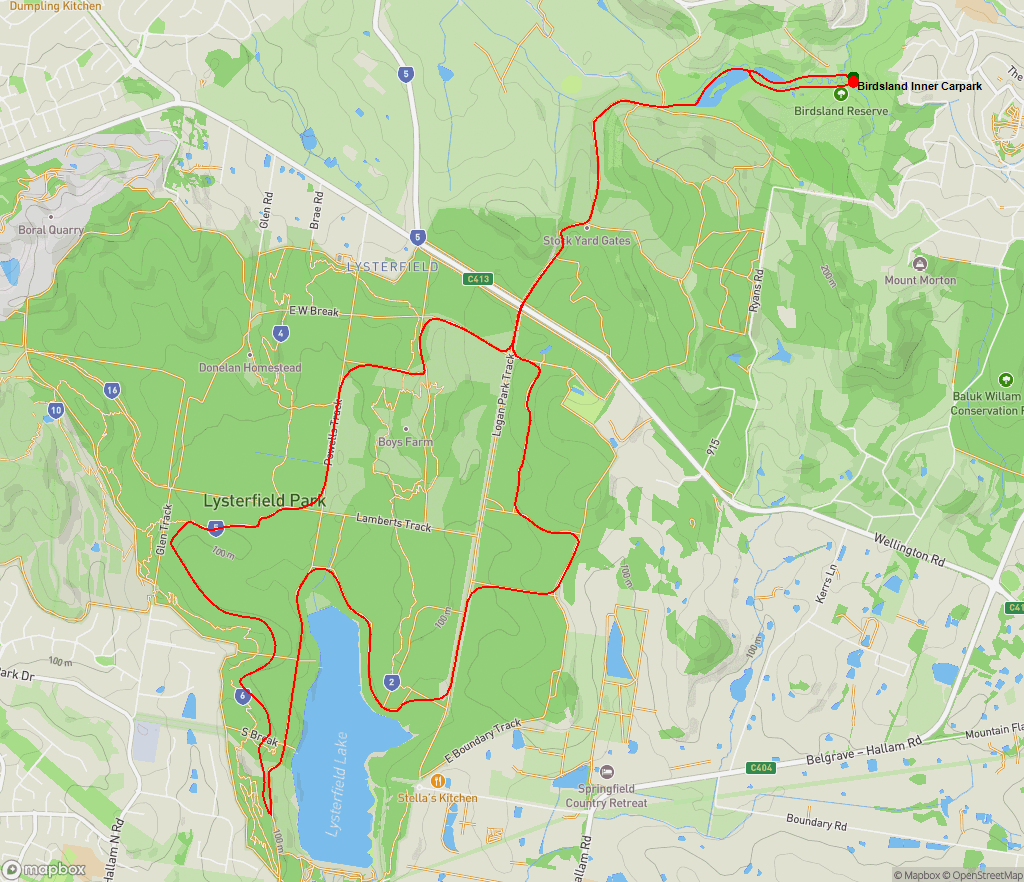 Dumpling Kitchen
The
5
Birdsland Inner Carpark
Birdsland Reserve
Glen Rd
Brae Rd
Boral Quarry
5
Stock Yard Gates
LYSTERFIELD
C413
Mount Morton
200 m
Ryans Rd
E W Break
4
Donelan Homestead
Logan Park Track
16
10
Baluk Willam
Conservation
Powells Track
Boys Farm
915
Lysterfield Park
5
Lamberts Track
Glen Track
100 m
Wellington Rd
Kerrs Ln
100 m
C41
100 m
100 m
Park Dr
100 m
2
6
S Break
E Boundary Track
Mountain Fla
Belgrave – Hallam Rd
C404
Lysterfield Lake
Springfield
Country Retreat
Stella's Kitchen
Boundary Rd
Hallam N Rd
100 m
Hallam Rd
mapbox
© Mapbox © OpenStreetMap